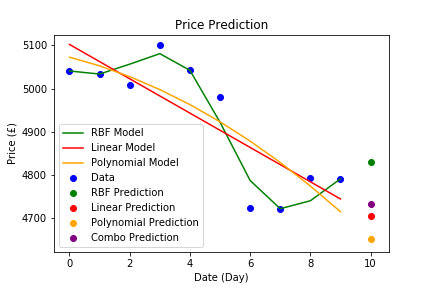 Price Prediction
5100
5000
4900
4800
4700
Price (£)
RBF Model
Linear Model
Polynomial Model
Data
RBF Prediction
Linear Prediction
Polynomial Prediction
Combo Prediction
0 2 4 6 8 10
Date (Day)